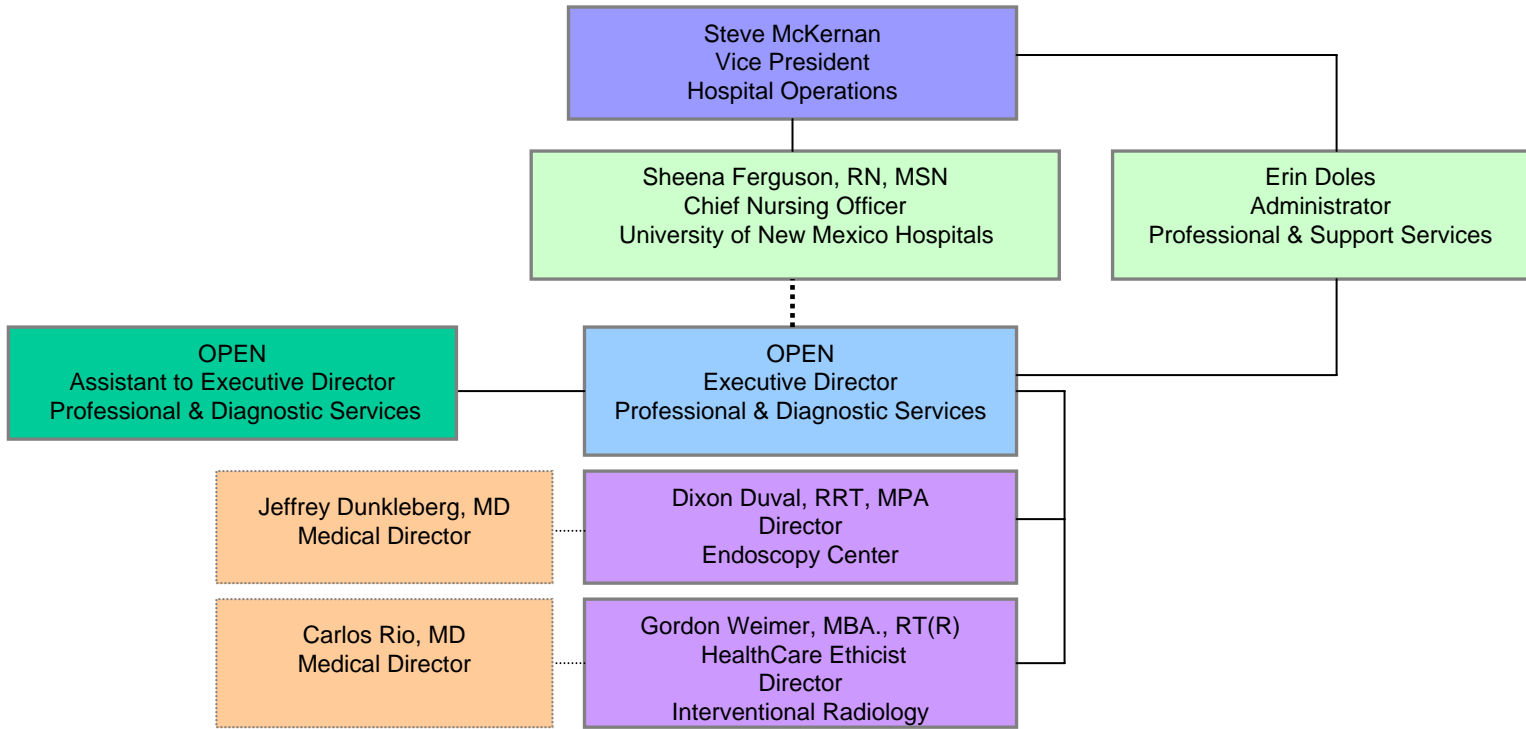 Steve McKernan
Vice President
Hospital Operations
Sheena Ferguson, RN, MSN
Chief Nursing Officer
University of New Mexico Hospitals
Erin Doles
Administrator
Professional & Support Services
OPEN
Assistant to Executive Director
Professional & Diagnostic Services
OPEN
Executive Director
Professional & Diagnostic Services
Jeffrey Dunkleberg, MD
Medical Director
Dixon Duval, RRT, MPA
Director
Endoscopy Center
Carlos Rio, MD
Medical Director
Gordon Weimer, MBA., RT(R)
HealthCare Ethicist
Director
Interventional Radiology